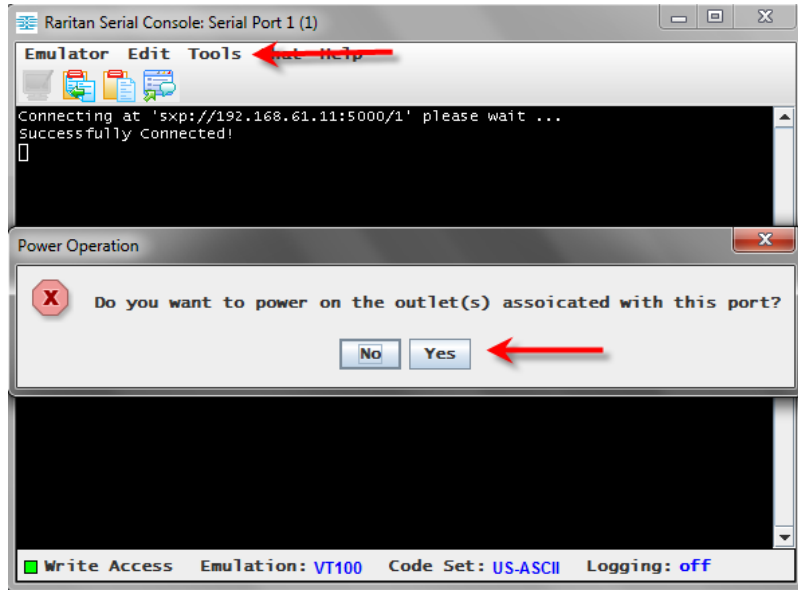 Raritan Serial Console: Serial Port 1 (1)
Emulator Edit Tools Chat Help
Connecting at 'sxp://192.168.61.11:5000/1' please wait ...
Successfully Connected!
Power Operation
Do you want to power on the outlet(s) assoicated with this port?
No Yes
Write Access Emulation: VT100 Code Set: US-ASCII Logging: off